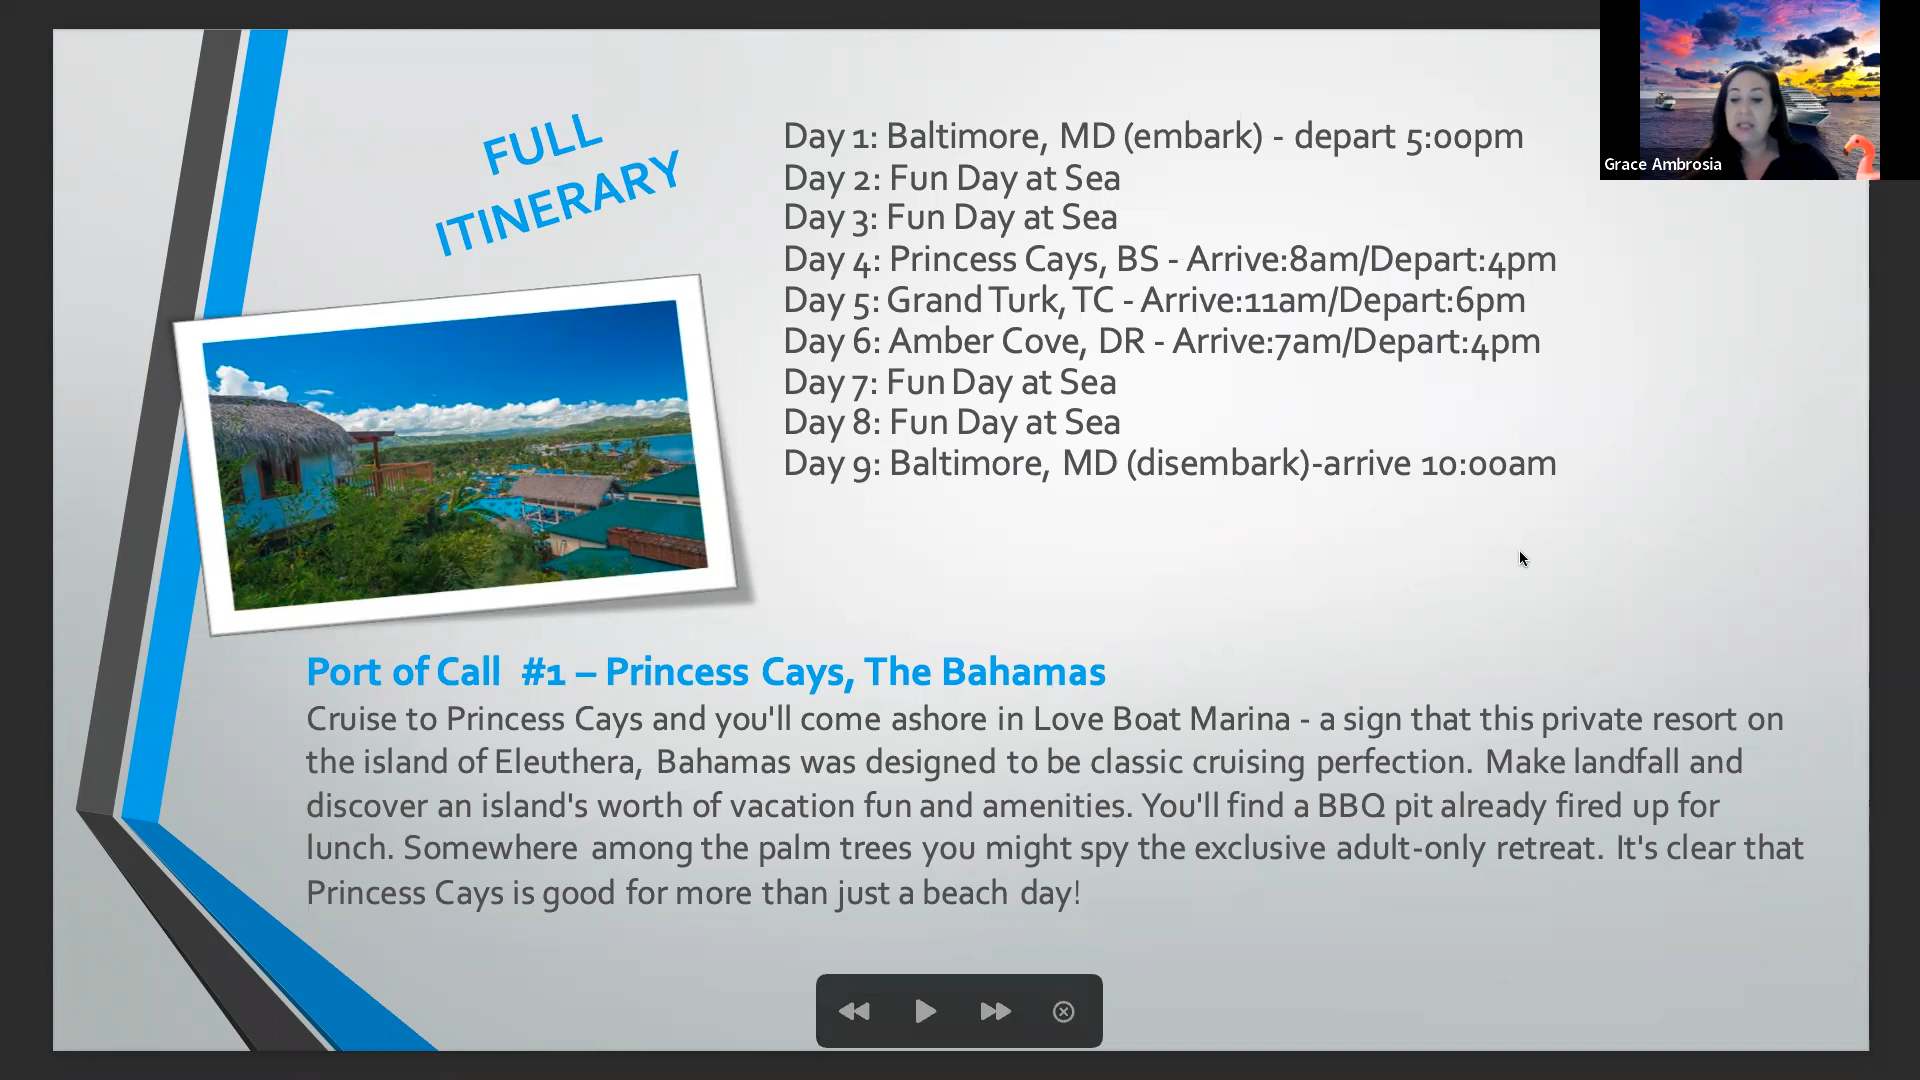 FULL
ITINERARY
Day 1: Baltimore, MD (embark) - depart 5:00pm
Day 2: Fun Day at Sea
Day 3: Fun Day at Sea
Day 4: Princess Cays, BS - Arrive:8am/Depart:4pm
Day 5: Grand Turk, TC - Arrive:11am/Depart:6pm
Day 6: Amber Cove, DR - Arrive:7am/Depart:4pm
Day 7: Fun Day at Sea
Day 8: Fun Day at Sea
Day 9: Baltimore, MD (disembark)-arrive 10:00am
Grace Ambrosia
Port of Call #1 – Princess Cays, The Bahamas
Cruise to Princess Cays and you'll come ashore in Love Boat Marina - a sign that this private resort on
the island of Eleuthera, Bahamas was designed to be classic cruising perfection. Make landfall and
discover an island's worth of vacation fun and amenities. You'll find a BBQ pit already fired up for
lunch. Somewhere among the palm trees you might spy the exclusive adult-only retreat. It's clear that
Princess Cays is good for more than just a beach day!